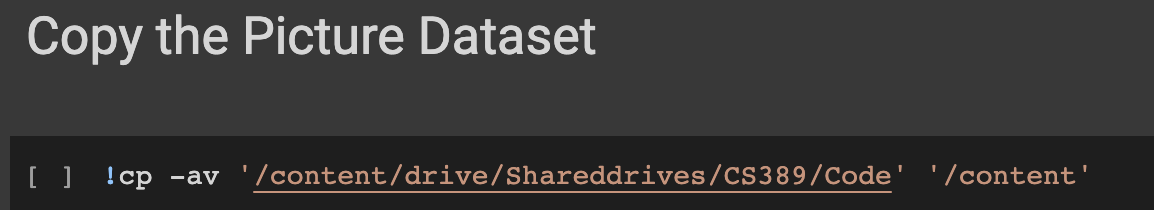 Copy the Picture Dataset
[ ] !cp -av '/content/drive/Shareddrives/CS389/Code' '/content'